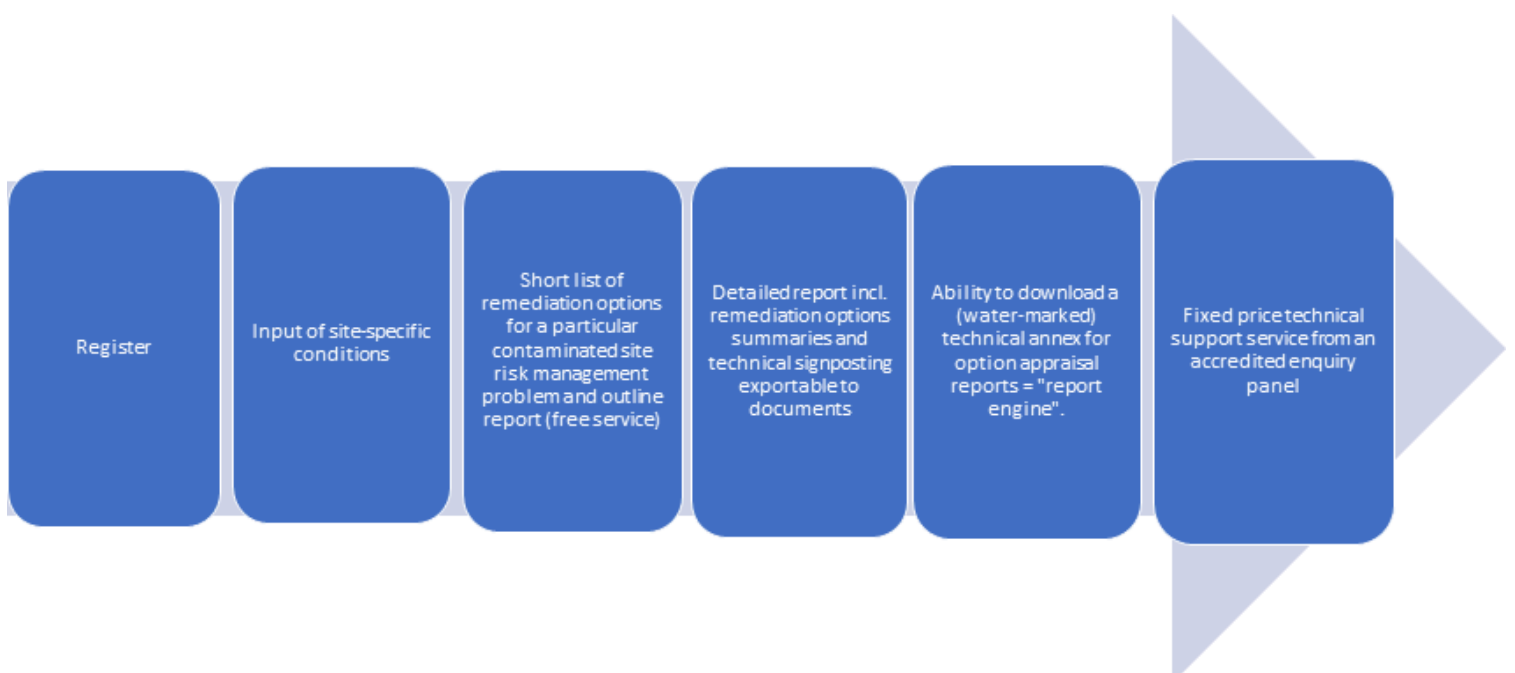 Register
Input of site-specific
conditions
Short list of
remediation options
for a particular
contaminated site
risk management
problem and outline
report (free service)
Detailed report incl.
remediation options
summaries and
technical signposting
exportable to
documents
Ability to download a
(water-marked)
technical annex for
option appraisal
reports = "report
engine".
Fixed price technical
support service from an
accredited enquiry
panel